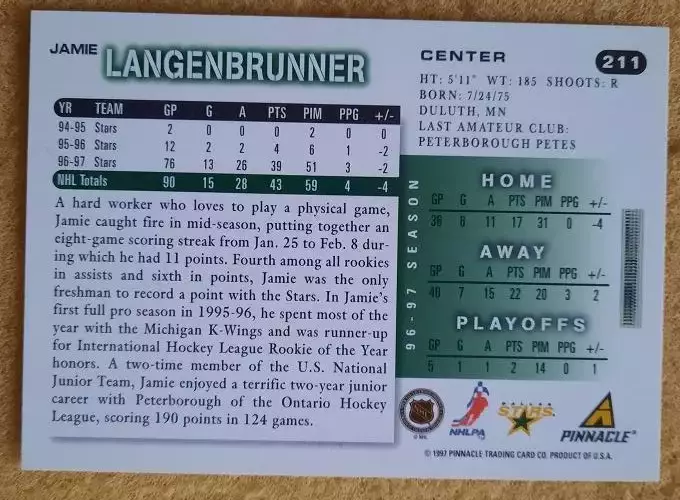 JAMIE
LANGENBRUNNER
CENTER
211
HT: 5'11" WT: 185 SHOOTS: R
BORN: 7/24/75
DULUTH, MN
LAST AMATEUR CLUB:
PETERBOROUGH PETES
YR TEAM GP G A PTS PIM PPG +/-
94-95 Stars 2 0 0 0 2 0 0
95-96 Stars 12 2 2 4 6 1 -2
96-97 Stars 76 13 26 39 51 3 -2
NHL Totals 90 15 28 43 59 4 -4
A hard worker who loves to play a physical game,
Jamie caught fire in mid-season, putting together an
eight-game scoring streak from Jan. 25 to Feb. 8 dur-
ing which he had 11 points. Fourth among all rookies
in assists and sixth in points, Jamie was the only
freshman to record a point with the Stars. In Jamie's
first full pro season in 1995-96, he spent most of the
year with the Michigan K-Wings and was runner-up
for International Hockey League Rookie of the Year
honors. A two-time member of the U.S. National
Junior Team, Jamie enjoyed a terrific two-year junior
career with Peterborough of the Ontario Hockey
League, scoring 190 points in 124 games.
96-97 SEASON
HOME
GP G A PTS PIM PPG +/-
36 6 11 17 31 0 -4
AWAY
GP G A PTS PIM PPG +/-
40 7 15 22 20 3 2
PLAYOFFS
GP G A PTS PIM PPG +/-
5 1 1 2 14 0 1
NHL
NHLPA
DALLAS
STARS
PINNACLE
© 1997 PINNACLE TRADING CARD CO. PRODUCT OF U.S.A.